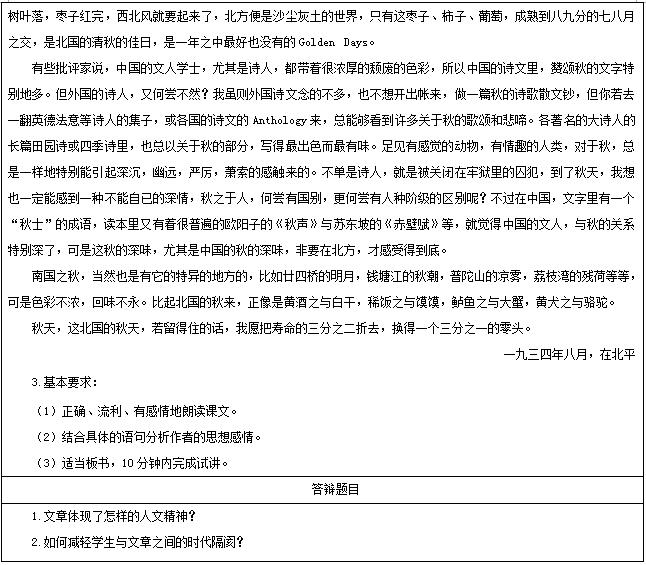 树叶落，枣子红完，西北风就要起来了，北方便是沙尘灰土的世界，只有这枣子、柿子、葡萄，成熟到八九分的七八月
之交，是北国的清秋的佳日，是一年之中最好也没有的Golden Days。
有些批评家说，中国的文人学士，尤其是诗人，都带着很浓厚的颓废的色彩，所以中国的诗文里，赞颂秋的文字特
别地多。但外国的诗人，又何尝不然？我虽则外国诗文念的不多，也不想开出帐来，做一篇秋的诗歌散文钞，但你若去
一翻英德法意等诗人的集子，或各国的诗文的Anthology来，总能够看到许多关于秋的歌颂和悲啼。各著名的大诗人的
长篇田园诗或四季诗里，也总以关于秋的部分，写得最出色而最有味。足见有感觉的动物，有情趣的人类，对于秋，总
是一样地特别能引起深沉，幽远，严厉，萧索的感触来的。不单是诗人，就是被关闭在牢狱里的囚犯，到了秋天，我想
也一定能感到一种不能自已的深情，秋之于人，何尝有国别，更何尝有人种阶级的区别呢？不过在中国，文字里有一个
“秋士”的成语，读本里又有着很普遍的欧阳子的《秋声》与苏东坡的《赤壁赋》等，就觉得中国的文人，与秋的关系
特别深了，可是这秋的深味，尤其是中国的秋的深味，非要在北方，才感受得到底。
南国之秋，当然也是有它的特异的地方的，比如廿四桥的明月，钱塘江的秋潮，普陀山的凉雾，荔枝湾的残荷等等，
可是色彩不浓，回味不永。比起北国的秋来，正像是黄酒之与白干，稀饭之与馍馍，鲈鱼之与大蟹，黄犬之与骆驼。
秋天，这北国的秋天，若留得住的话，我愿把寿命的三分之二折去，换得一个三分之一的零头。
一九三四年八月，在北平
3.基本要求：
（1）正确、流利、有感情地朗读课文。
（2）结合具体的语句分析作者的思想感情。
（3）适当板书，10分钟内完成试讲。
答辩题目
1.文章体现了怎样的人文精神？
2.如何减轻学生与文章之间的时代隔阂？